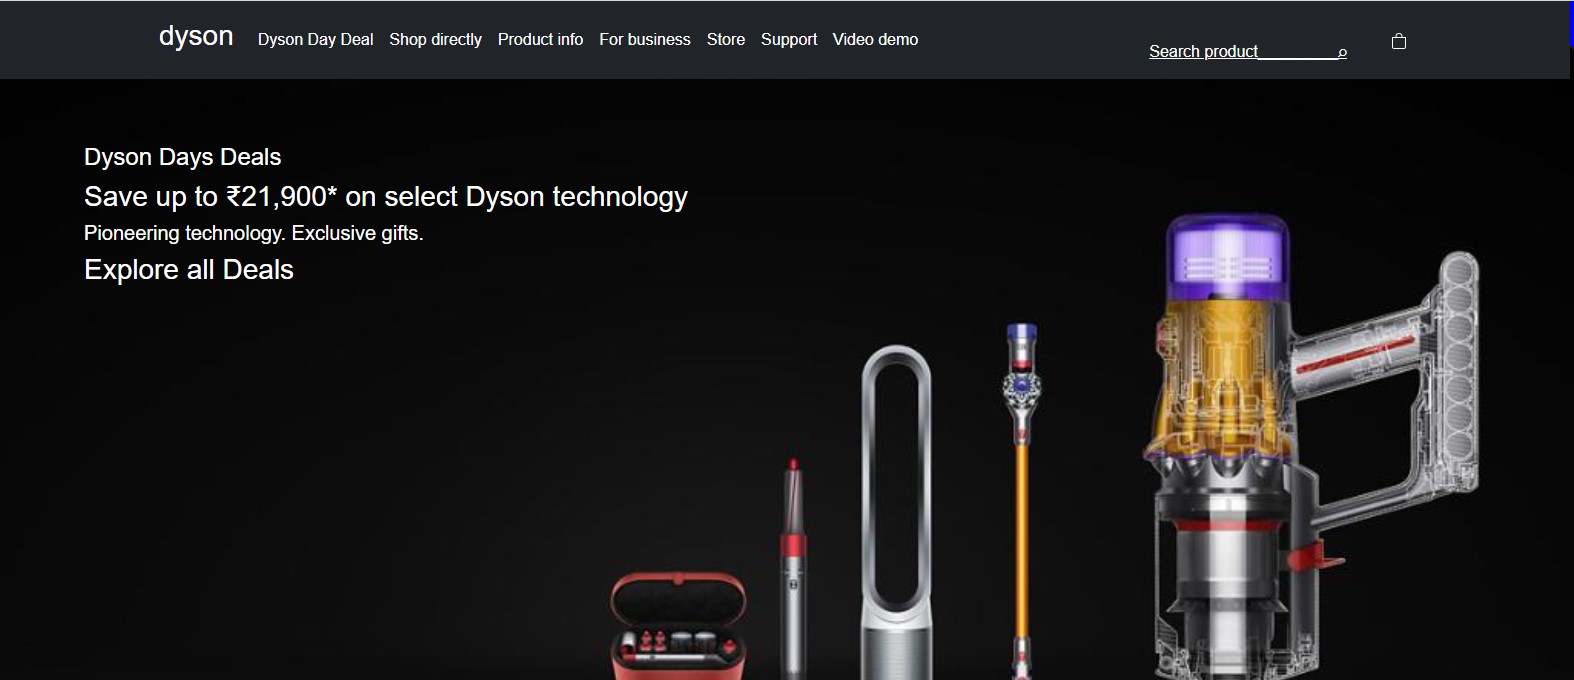 dyson Dyson Day Deal Shop directly Product info For business Store Support Video demo
Search product
Dyson Days Deals
Save up to ₹21,900* on select Dyson technology
Pioneering technology. Exclusive gifts.
Explore all Deals